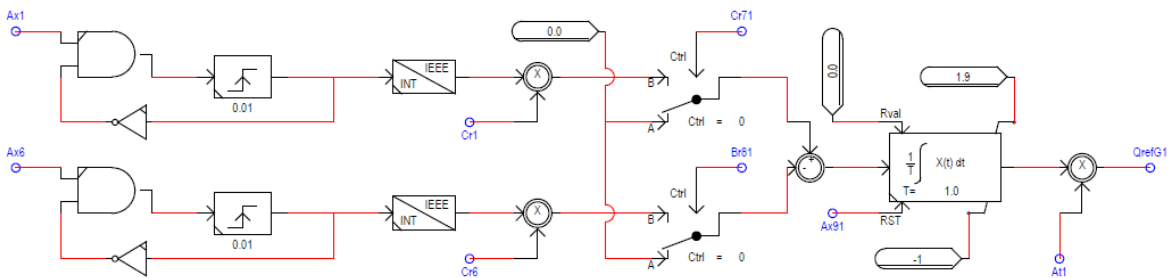 Ax1
IEEE
INT
0.01
X
Cr1
0.0
Cr71
Ctrl
B
A
Ctrl = 0
+
-
0.0
Rval
1.9
1
T
X(t) dt
T= 1.0
RST
Ax91
-1
X
QrefG1
At1
Ax6
IEEE
INT
0.01
X
Cr6
Br81
Ctrl
B
A
Ctrl = 0